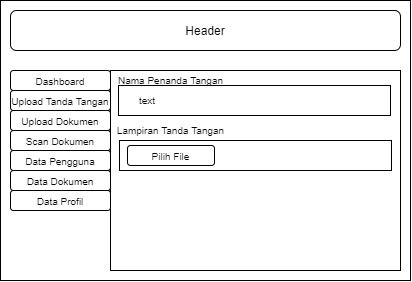 Header
Dashboard
Upload Tanda Tangan
Upload Dokumen
Scan Dokumen
Data Pengguna
Data Dokumen
Data Profil
Nama Penanda Tangan
text
Lampiran Tanda Tangan
Pilih File